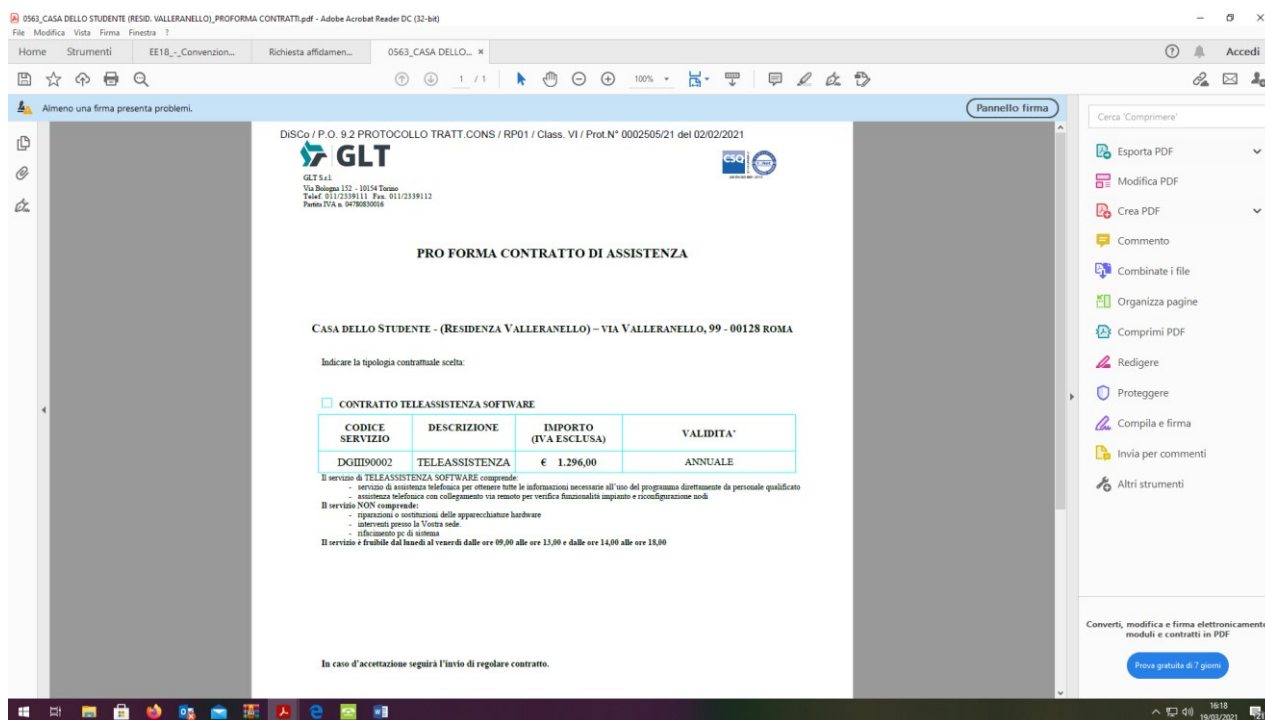 0563_CASA DELLO STUDENTE (RESID. VALLERANELLO)_PROFORMA CONTRATTI.pdf - Adobe Acrobat Reader DC (32-bit)
File Modifica Vista Firma Finestra ?
Home Strumenti EE18_-_Convenzion... Richiesta affidamen... 0563_CASA DELLO... × Accedi
1 / 1 100%
Almeno una firma presenta problemi. Pannello firma
Cerca 'Comprimere'
Esporta PDF
Modifica PDF
Crea PDF
Commento
Combinate i file
Organizza pagine
Comprimi PDF
Redigere
Proteggere
Compila e firma
Invia per commenti
Altri strumenti
Converti, modifica e firma elettronicamente
moduli e contratti in PDF
Prova gratuita di 7 giorni
DiSCo / P.O. 9.2 PROTOCOLLO TRATT.CONS / RP01 / Class. VI / Prot.N° 0002505/21 del 02/02/2021
GLT
CSQ
GLT S.r.l.
Via Bologna 152 - 10154 Torino
Telef. 011/2339111 Fax. 011/2339112
Partita IVA n. 04780830016
PRO FORMA CONTRATTO DI ASSISTENZA
CASA DELLO STUDENTE - (RESIDENZA VALLERANELLO) – VIA VALLERANELLO, 99 - 00128 ROMA
Indicare la tipologia contrattuale scelta:
CONTRATTO TELEASSISTENZA SOFTWARE
CODICE SERVIZIO DESCRIZIONE IMPORTO (IVA ESCLUSA) VALIDITA'
DGIII90002 TELEASSISTENZA € 1.296,00 ANNUALE
Il servizio di TELEASSISTENZA SOFTWARE comprende:
- servizio di assistenza telefonica per ottenere tutte le informazioni necessarie all'uso del programma direttamente da personale qualificato
- assistenza telefonica con collegamento via remoto per verifica funzionalità impianto e riconfigurazione nodi
Il servizio NON comprende:
- riparazioni o sostituzioni delle apparecchiature hardware
- interventi presso la Vostra sede.
- rifacimento pc di sistema
Il servizio è fruibile dal lunedì al venerdì dalle ore 09,00 alle ore 13,00 e dalle ore 14,00 alle ore 18,00
In caso d'accettazione seguirà l'invio di regolare contratto.
16:18
19/03/2021